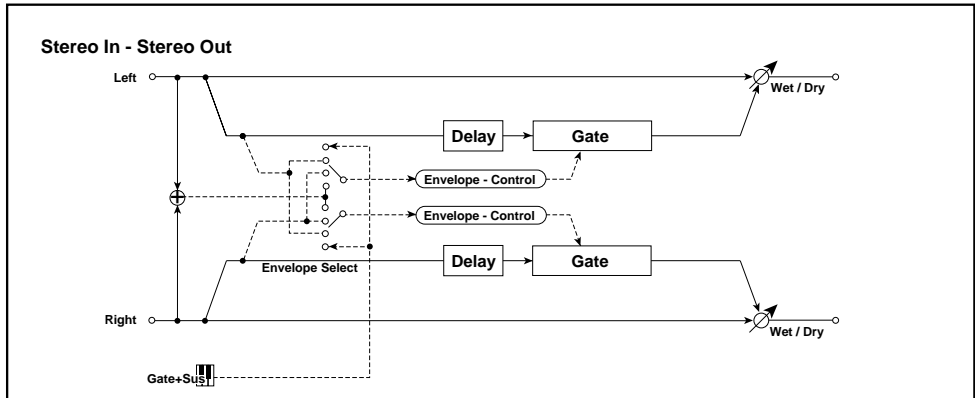 Stereo In - Stereo Out
Left
Wet / Dry
Delay
Gate
Envelope - Control
Envelope - Control
Envelope Select
Delay
Gate
Right
Wet / Dry
Gate+Sus